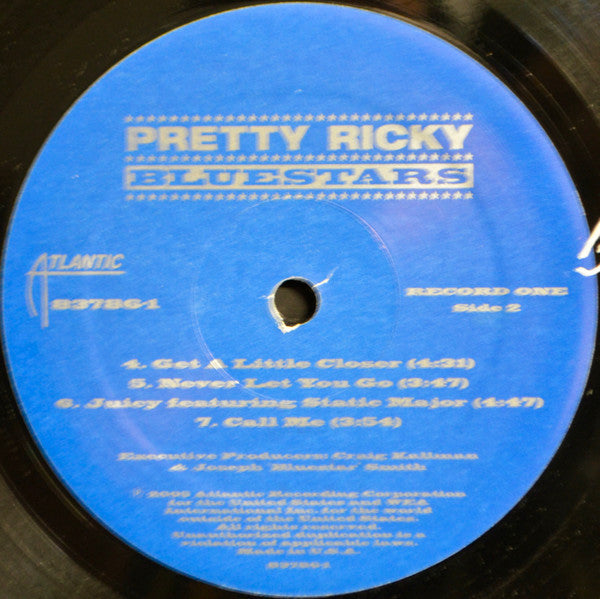 PRETTY RICKY
BLUESTARS
ATLANTIC
83786-1
RECORD ONE
Side 2
4. Get A Little Closer (4:31)
5. Never Let You Go (3:47)
6. Juicy featuring Static Major (4:47)
7. Call Me (3:54)
Executive Producers: Craig Kallman
& Joseph 'Bluestar' Smith
℗ 2005 Atlantic Recording Corporation
for the United States and WEA
International Inc. for the world
outside of the United States.
All rights reserved.
Unauthorized duplication is a
violation of applicable laws.
Made in U.S.A.
83786-1